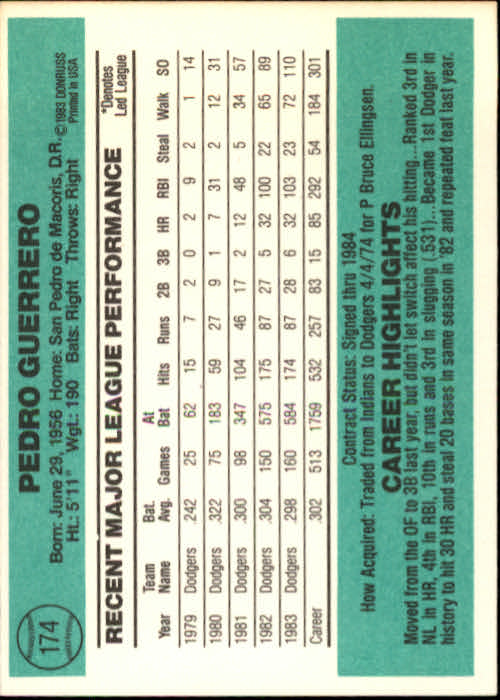 174
PEDRO GUERRERO
Born: June 29, 1956 Home: San Pedro de Macoris, D.R.
Ht.: 5'11" Wgt.: 190 Bats: Right Throws: Right
©1983 DONRUSS
Printed in USA
RECENT MAJOR LEAGUE PERFORMANCE
*Denotes
Led League
Year Team Name Bat. Avg. Games At Bat Hits Runs 2B 3B HR RBI Steal Walk SO
1979 Dodgers .242 25 62 15 7 2 0 2 9 2 1 14
1980 Dodgers .322 75 183 59 27 9 1 7 31 2 12 31
1981 Dodgers .300 98 347 104 46 17 2 12 48 5 34 57
1982 Dodgers .304 150 575 175 87 27 5 32 100 22 65 89
1983 Dodgers .298 160 584 174 87 28 6 32 103 23 72 110
Career .302 513 1759 532 257 83 15 85 292 54 184 301
Contract Status: Signed thru 1984
How Acquired: Traded from Indians to Dodgers 4/4/74 for P Bruce Ellingsen.
CAREER HIGHLIGHTS
Moved from the OF to 3B last year, but didn't let switch affect his hitting...Ranked 3rd in
NL in HR, 4th in RBI, 10th in runs and 3rd in slugging (.531)...Became 1st Dodger in
history to hit 30 HR and steal 20 bases in same season in '82 and repeated feat last year.